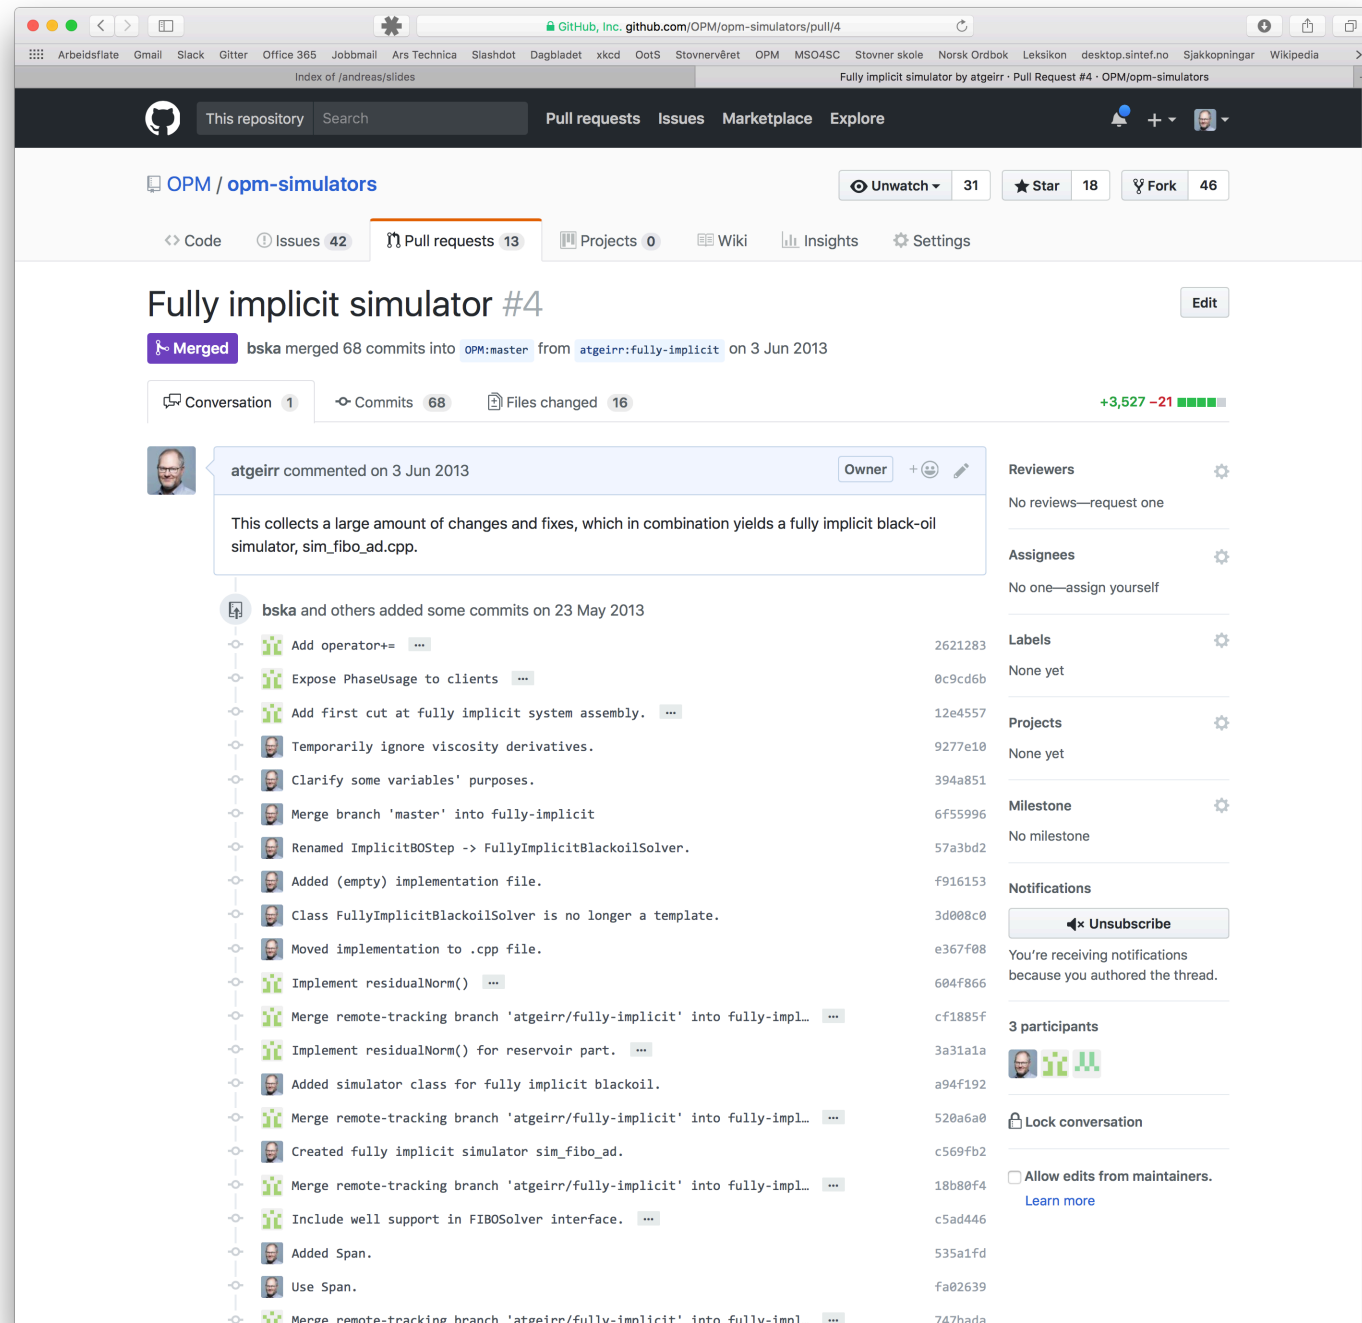 GitHub, Inc. github.com/OPM/opm-simulators/pull/4
Arbeidsflate Gmail Slack Gitter Office 365 Jobbmail Ars Technica Slashdot Dagbladet xkcd OotS Stovnervêret OPM MSO4SC Stovner skole Norsk Ordbok Leksikon desktop.sintef.no Sjakkopningar Wikipedia
Index of /andreas/slides
Fully implicit simulator by atgeirr · Pull Request #4 · OPM/opm-simulators
This repository Search Pull requests Issues Marketplace Explore
OPM / opm-simulators
Unwatch 31 Star 18 Fork 46
Code Issues 42 Pull requests 13 Projects 0 Wiki Insights Settings
Fully implicit simulator #4
Edit
Merged bska merged 68 commits into OPM:master from atgeirr:fully-implicit on 3 Jun 2013
Conversation 1 Commits 68 Files changed 16
+3,527 −21
atgeirr commented on 3 Jun 2013
Owner
This collects a large amount of changes and fixes, which in combination yields a fully implicit black-oil
simulator, sim_fibo_ad.cpp.
bska and others added some commits on 23 May 2013
Add operator+= … 2621283
Expose PhaseUsage to clients … 0c9cd6b
Add first cut at fully implicit system assembly. … 12e4557
Temporarily ignore viscosity derivatives. 9277e10
Clarify some variables' purposes. 394a851
Merge branch 'master' into fully-implicit 6f55996
Renamed ImplicitBOStep -> FullyImplicitBlackoilSolver. 57a3bd2
Added (empty) implementation file. f916153
Class FullyImplicitBlackoilSolver is no longer a template. 3d008c0
Moved implementation to .cpp file. e367f08
Implement residualNorm() … 604f866
Merge remote-tracking branch 'atgeirr/fully-implicit' into fully-impl… … cf1885f
Implement residualNorm() for reservoir part. … 3a31a1a
Added simulator class for fully implicit blackoil. a94f192
Merge remote-tracking branch 'atgeirr/fully-implicit' into fully-impl… … 520a6a0
Created fully implicit simulator sim_fibo_ad. c569fb2
Merge remote-tracking branch 'atgeirr/fully-implicit' into fully-impl… … 18b80f4
Include well support in FIBOSolver interface. … c5ad446
Added Span. 535a1fd
Use Span. fa02639
Merge remote-tracking branch 'atgeirr/fully-implicit' into fully-impl… … 747bada
Reviewers
No reviews—request one
Assignees
No one—assign yourself
Labels
None yet
Projects
None yet
Milestone
No milestone
Notifications
Unsubscribe
You're receiving notifications
because you authored the thread.
3 participants
Lock conversation
Allow edits from maintainers.
Learn more